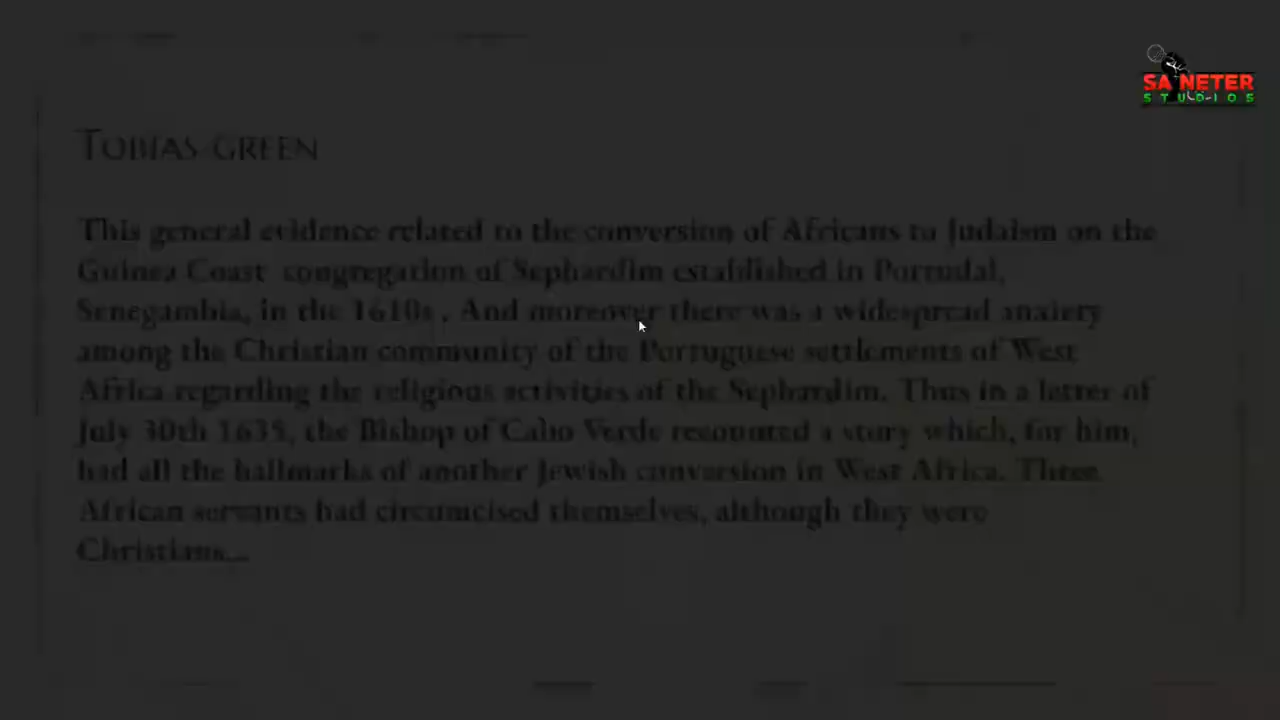 SA NETER
STUDIOS
TOBIAS GREEN
This general evidence related to the conversion of Africans to Judaism on the
Guinea Coast congregation of Sephardim established in Portudal,
Senegambia, in the 1610s . And moreover there was a widespread anxiety
among the Christian community of the Portuguese settlements of West
Africa regarding the religious activities of the Sephardim. Thus in a letter of
July 30th 1635, the Bishop of Cabo Verde recounted a story which, for him,
had all the hallmarks of another Jewish conversion in West Africa. Three
African servants had circumcised themselves, although they were
Christians...